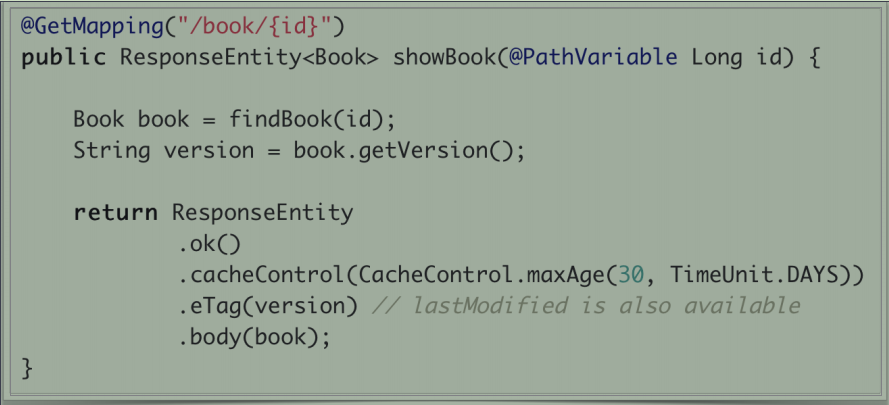 @GetMapping("/book/{id}")
public ResponseEntity<Book> showBook(@PathVariable Long id) {
Book book = findBook(id);
String version = book.getVersion();
return ResponseEntity
.ok()
.cacheControl(CacheControl.maxAge(30, TimeUnit.DAYS))
.eTag(version) // lastModified is also available
.body(book);
}